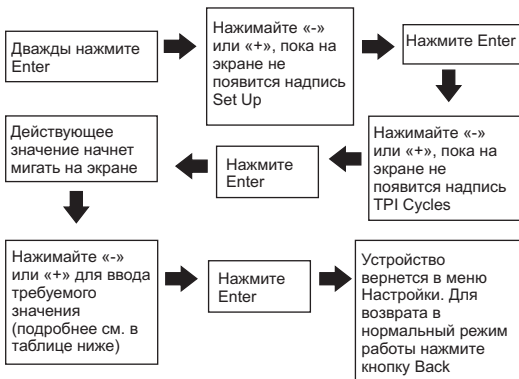 Дважды нажмите
Enter
Нажимайте «-»
или «+», пока на
экране не
появится надпись
Set Up
Нажмите Enter
Нажимайте «-»
или «+», пока на
экране не
появится надпись
TPI Cycles
Нажмите
Enter
Действующее
значение начнет
мигать на экране
Нажимайте «-»
или «+» для ввода
требуемого
значения
(подробнее см. в
таблице ниже)
Нажмите
Enter
Устройство
вернется в меню
Настройки. Для
возврата в
нормальный режим
работы нажмите
кнопку Back